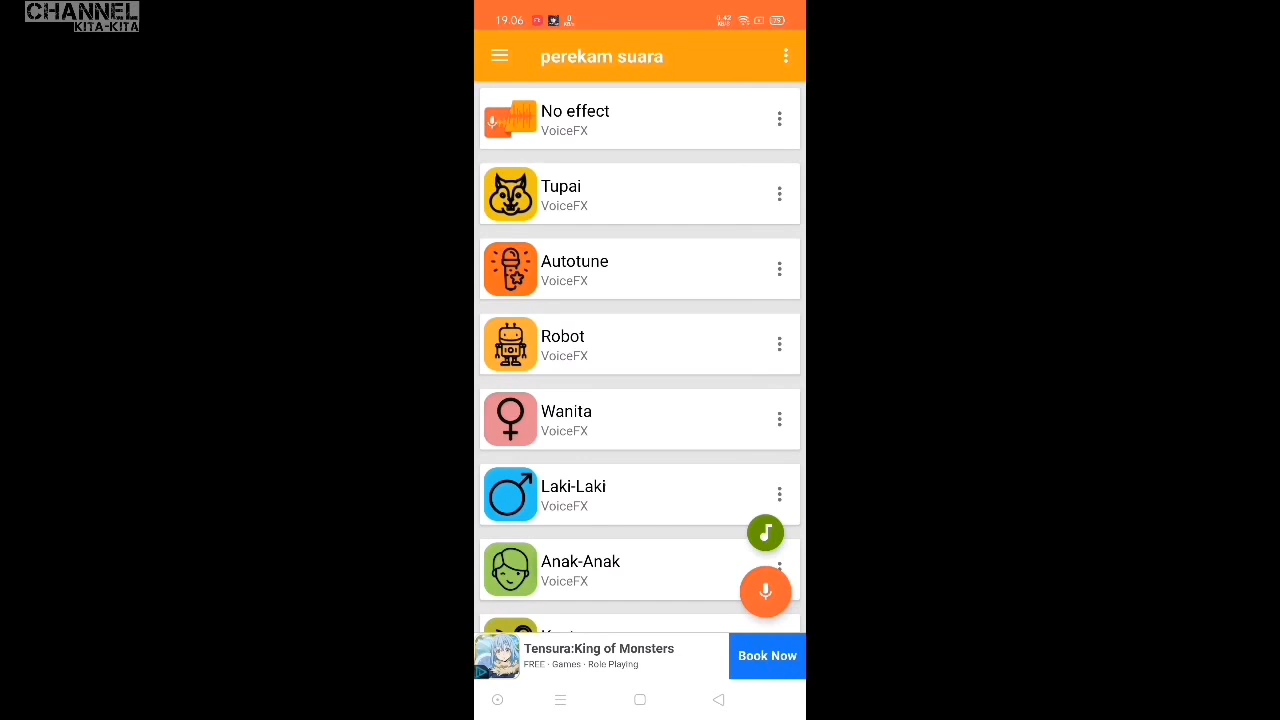 CHANNEL
KITA-KITA
19.06
perekam suara
No effect
VoiceFX
Tupai
VoiceFX
Autotune
VoiceFX
Robot
VoiceFX
Wanita
VoiceFX
Laki-Laki
VoiceFX
Anak-Anak
VoiceFX
Tensura:King of Monsters
FREE · Games · Role Playing
Book Now